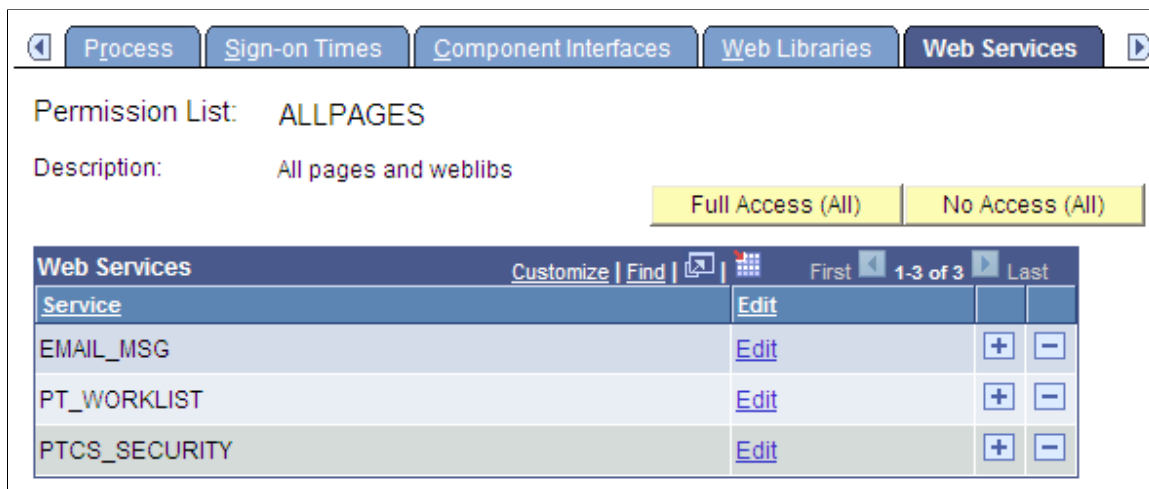 Process Sign-on Times Component Interfaces Web Libraries Web Services
Permission List: ALLPAGES
Description: All pages and weblibs
Full Access (All) No Access (All)
Web Services Customize | Find | | First 1-3 of 3 Last
Service Edit
EMAIL_MSG Edit
PT_WORKLIST Edit
PTCS_SECURITY Edit